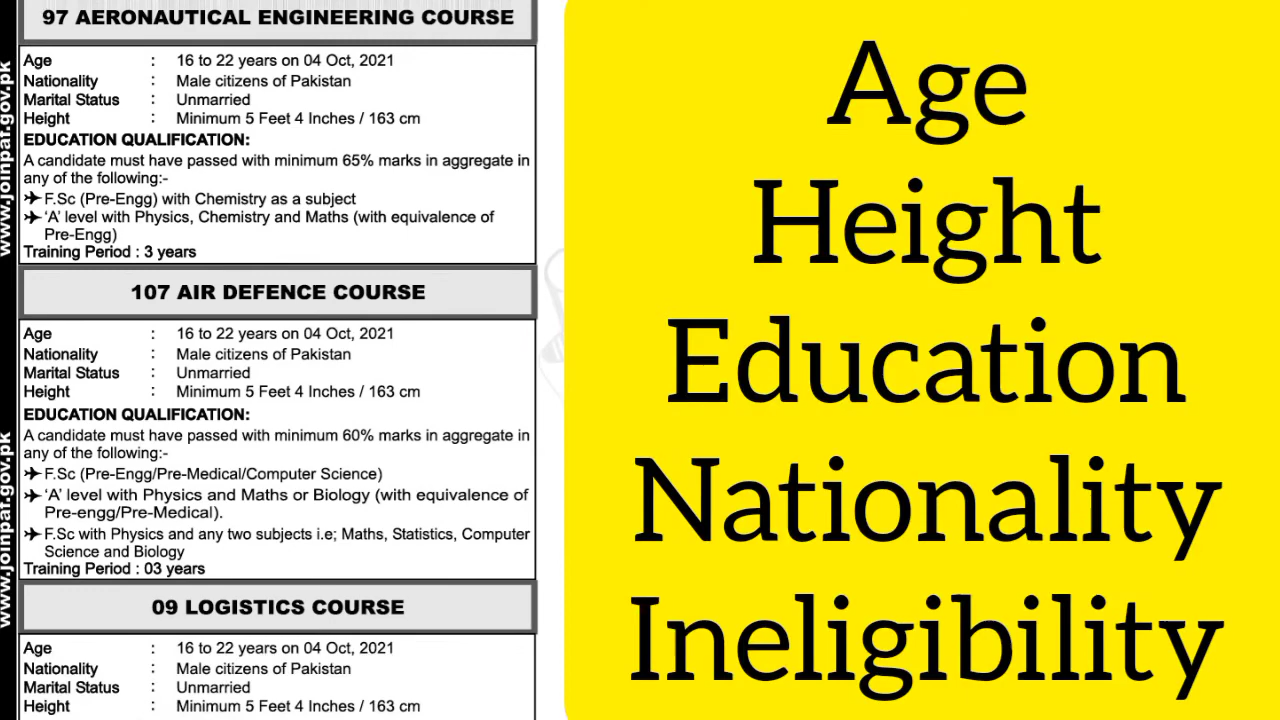 97 AERONAUTICAL ENGINEERING COURSE
Age : 16 to 22 years on 04 Oct, 2021
Nationality : Male citizens of Pakistan
Marital Status : Unmarried
Height : Minimum 5 Feet 4 Inches / 163 cm
EDUCATION QUALIFICATION:
A candidate must have passed with minimum 65% marks in aggregate in
any of the following:-
F.Sc (Pre-Engg) with Chemistry as a subject
‘A’ level with Physics, Chemistry and Maths (with equivalence of
Pre-Engg)
Training Period : 3 years
107 AIR DEFENCE COURSE
Age : 16 to 22 years on 04 Oct, 2021
Nationality : Male citizens of Pakistan
Marital Status : Unmarried
Height : Minimum 5 Feet 4 Inches / 163 cm
EDUCATION QUALIFICATION:
A candidate must have passed with minimum 60% marks in aggregate in
any of the following:-
F.Sc (Pre-Engg/Pre-Medical/Computer Science)
‘A’ level with Physics and Maths or Biology (with equivalence of
Pre-engg/Pre-Medical).
F.Sc with Physics and any two subjects i.e; Maths, Statistics, Computer
Science and Biology
Training Period : 03 years
09 LOGISTICS COURSE
Age : 16 to 22 years on 04 Oct, 2021
Nationality : Male citizens of Pakistan
Marital Status : Unmarried
Height : Minimum 5 Feet 4 Inches / 163 cm
www.joinpaf.gov.pk
www.joinpaf.gov.pk
Age
Height
Education
Nationality
Ineligibility